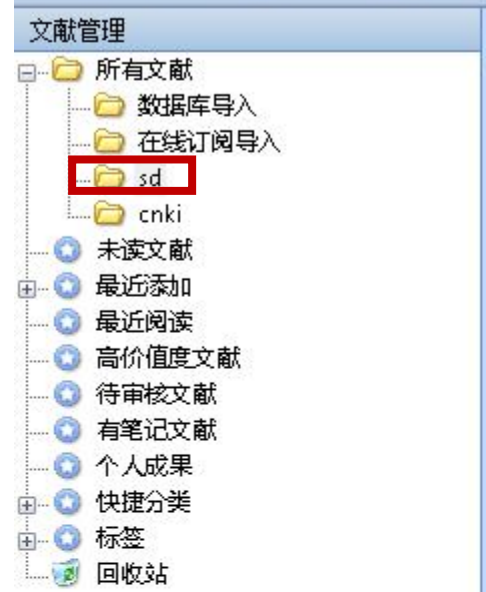 文献管理
所有文献
数据库导入
在线订阅导入
sd
cnki
未读文献
最近添加
最近阅读
高价值度文献
待审核文献
有笔记文献
个人成果
快捷分类
标签
回收站